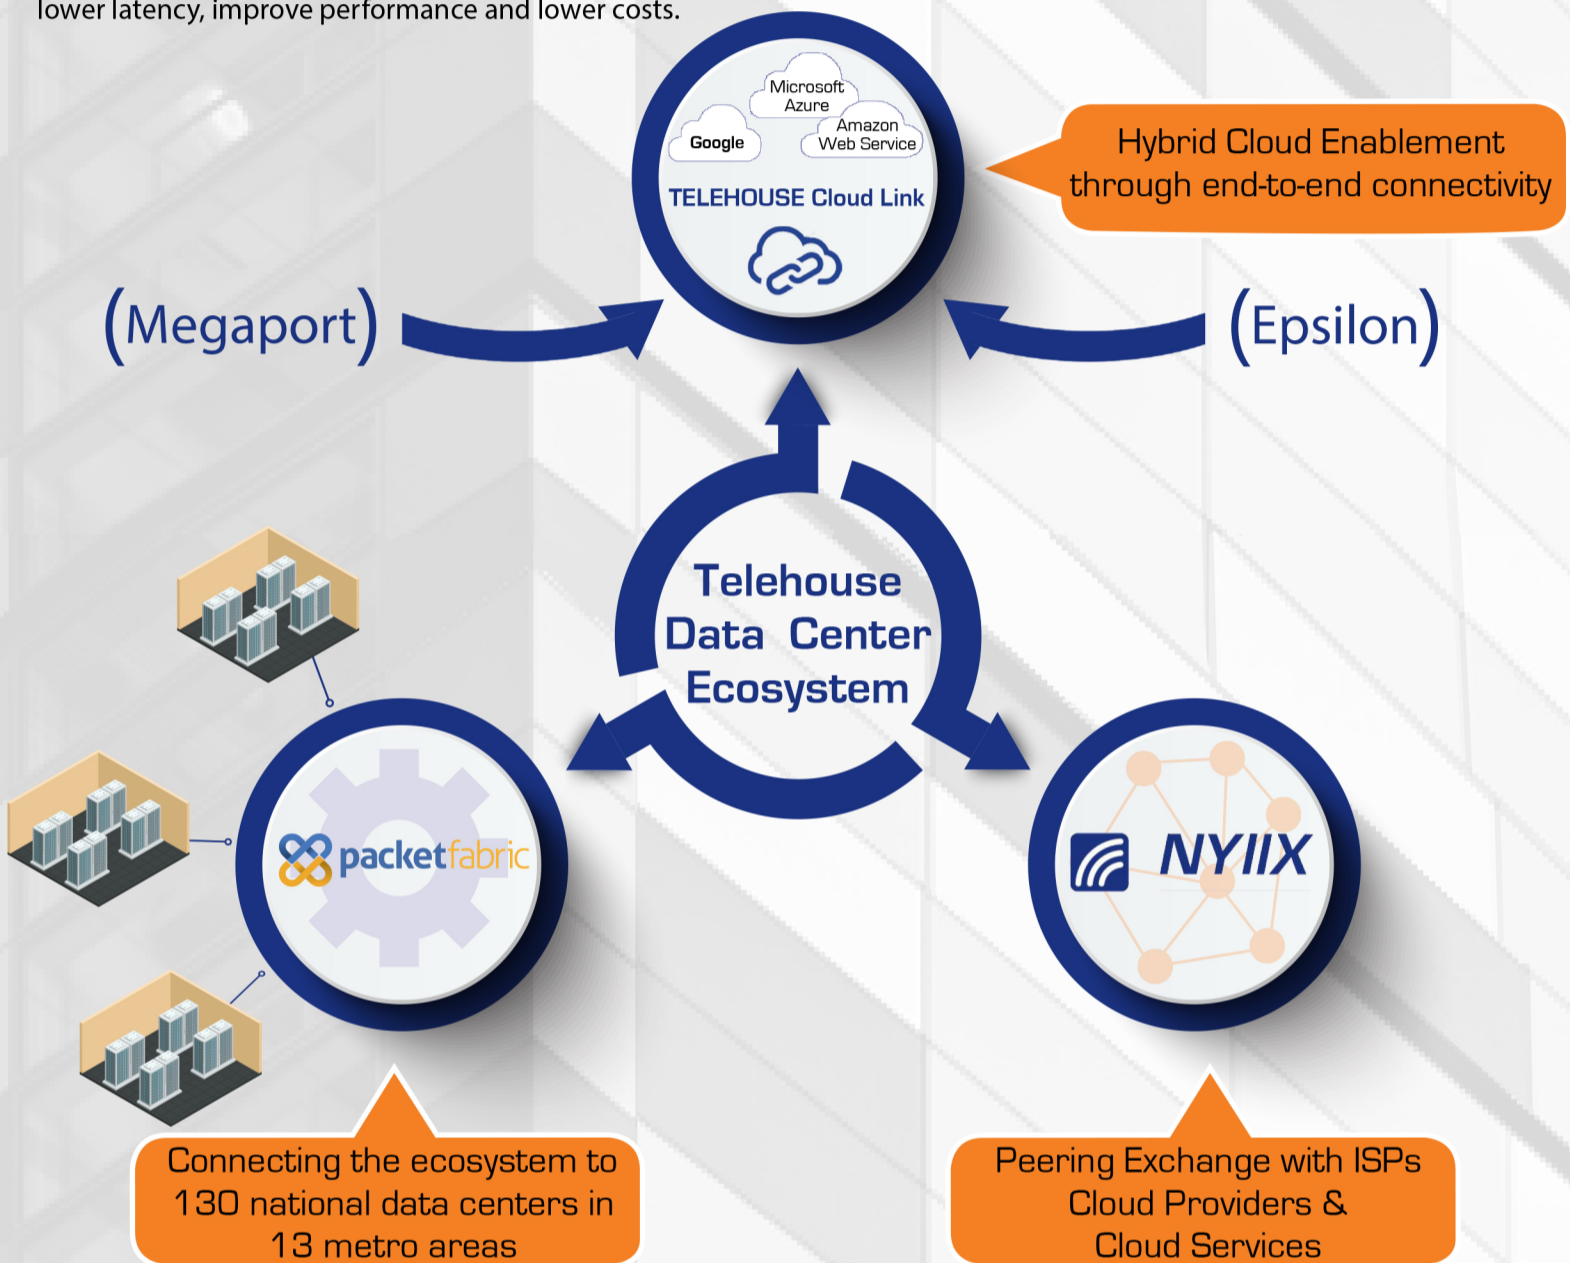 lower latency, improve performance and lower costs.
Microsoft
Azure
Google
Amazon
Web Service
TELEHOUSE Cloud Link
Hybrid Cloud Enablement
through end-to-end connectivity
(Megaport)
(Epsilon)
Telehouse
Data Center
Ecosystem
packetfabric
NYIIX
Connecting the ecosystem to
130 national data centers in
13 metro areas
Peering Exchange with ISPs
Cloud Providers &
Cloud Services